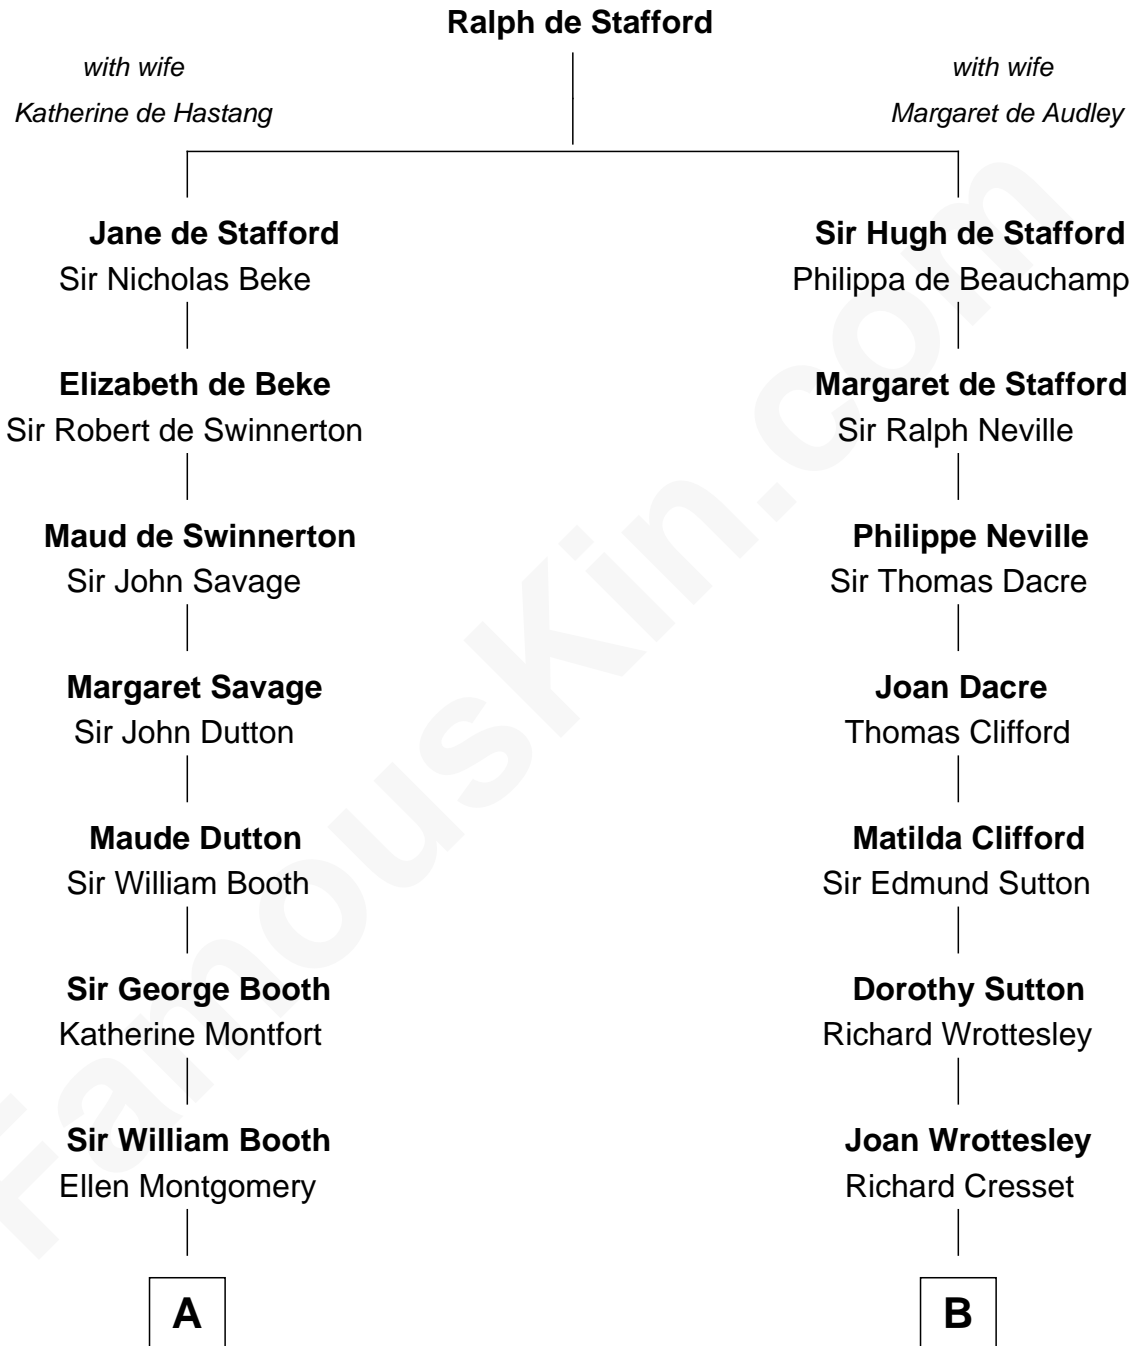 Ralph de Stafford
with wife
Katherine de Hastang
with wife
Margaret de Audley
Jane de Stafford
Sir Nicholas Beke
Sir Hugh de Stafford
Philippa de Beauchamp
Elizabeth de Beke
Sir Robert de Swinnerton
Margaret de Stafford
Sir Ralph Neville
Maud de Swinnerton
Sir John Savage
Philippe Neville
Sir Thomas Dacre
Margaret Savage
Sir John Dutton
Joan Dacre
Thomas Clifford
Maude Dutton
Sir William Booth
Matilda Clifford
Sir Edmund Sutton
Sir George Booth
Katherine Montfort
Dorothy Sutton
Richard Wrottesley
Sir William Booth
Ellen Montgomery
Joan Wrottesley
Richard Cresset
A
B
FamousKin.com